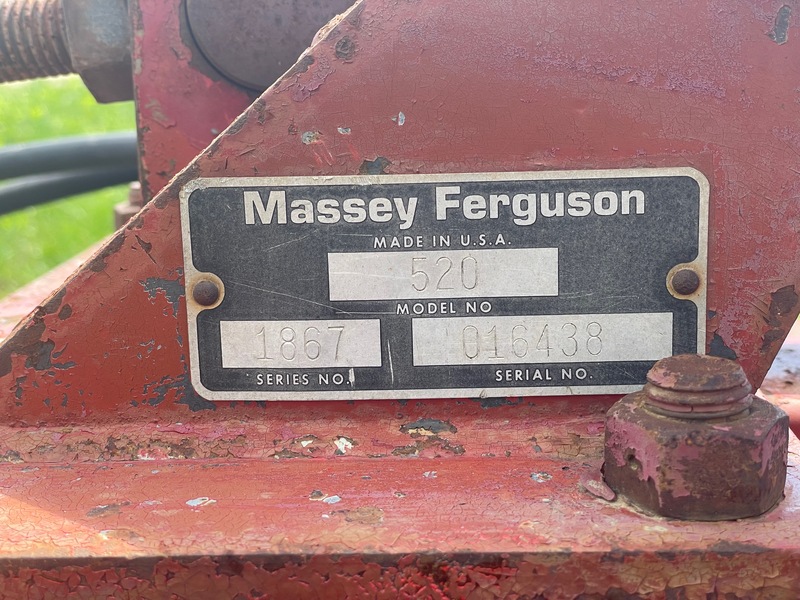 Massey Ferguson
MADE IN U.S.A.
520
MODEL NO
1867 016438
SERIES NO. SERIAL NO.